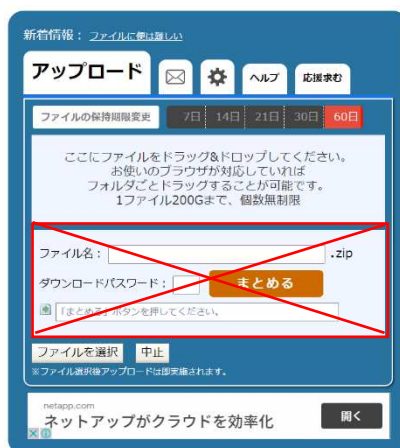 新着情報： ファイルに便は難しい
アップロード ヘルプ 応援求む
ファイルの保持期限変更 7日 14日 21日 30日 60日
ここにファイルをドラッグ&ドロップしてください。
お使いのブラウザが対応していれば
フォルダごとドラッグすることが可能です。
1ファイル200Gまで、個数無制限
ファイル名： .zip
ダウンロードパスワード： まとめる
「まとめる」ボタンを押してください。
ファイルを選択 中止
※ファイル選択後アップロードは即実施されます。
netapp.com
ネットアップがクラウドを効率化 開く